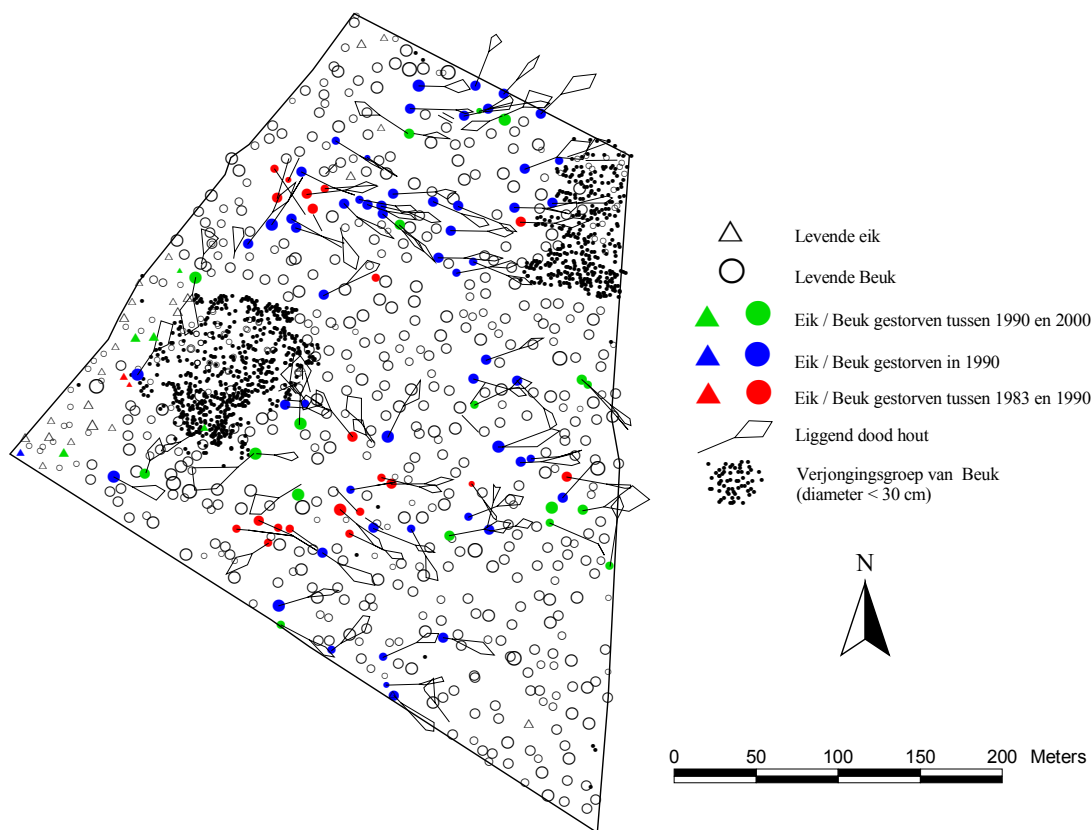 Levende eik
Levende Beuk
Eik / Beuk gestorven tussen 1990 en 2000
Eik / Beuk gestorven in 1990
Eik / Beuk gestorven tussen 1983 en 1990
Liggend dood hout
Verjongingsgroep van Beuk
(diameter < 30 cm)
N
0 50 100 150 200 Meters